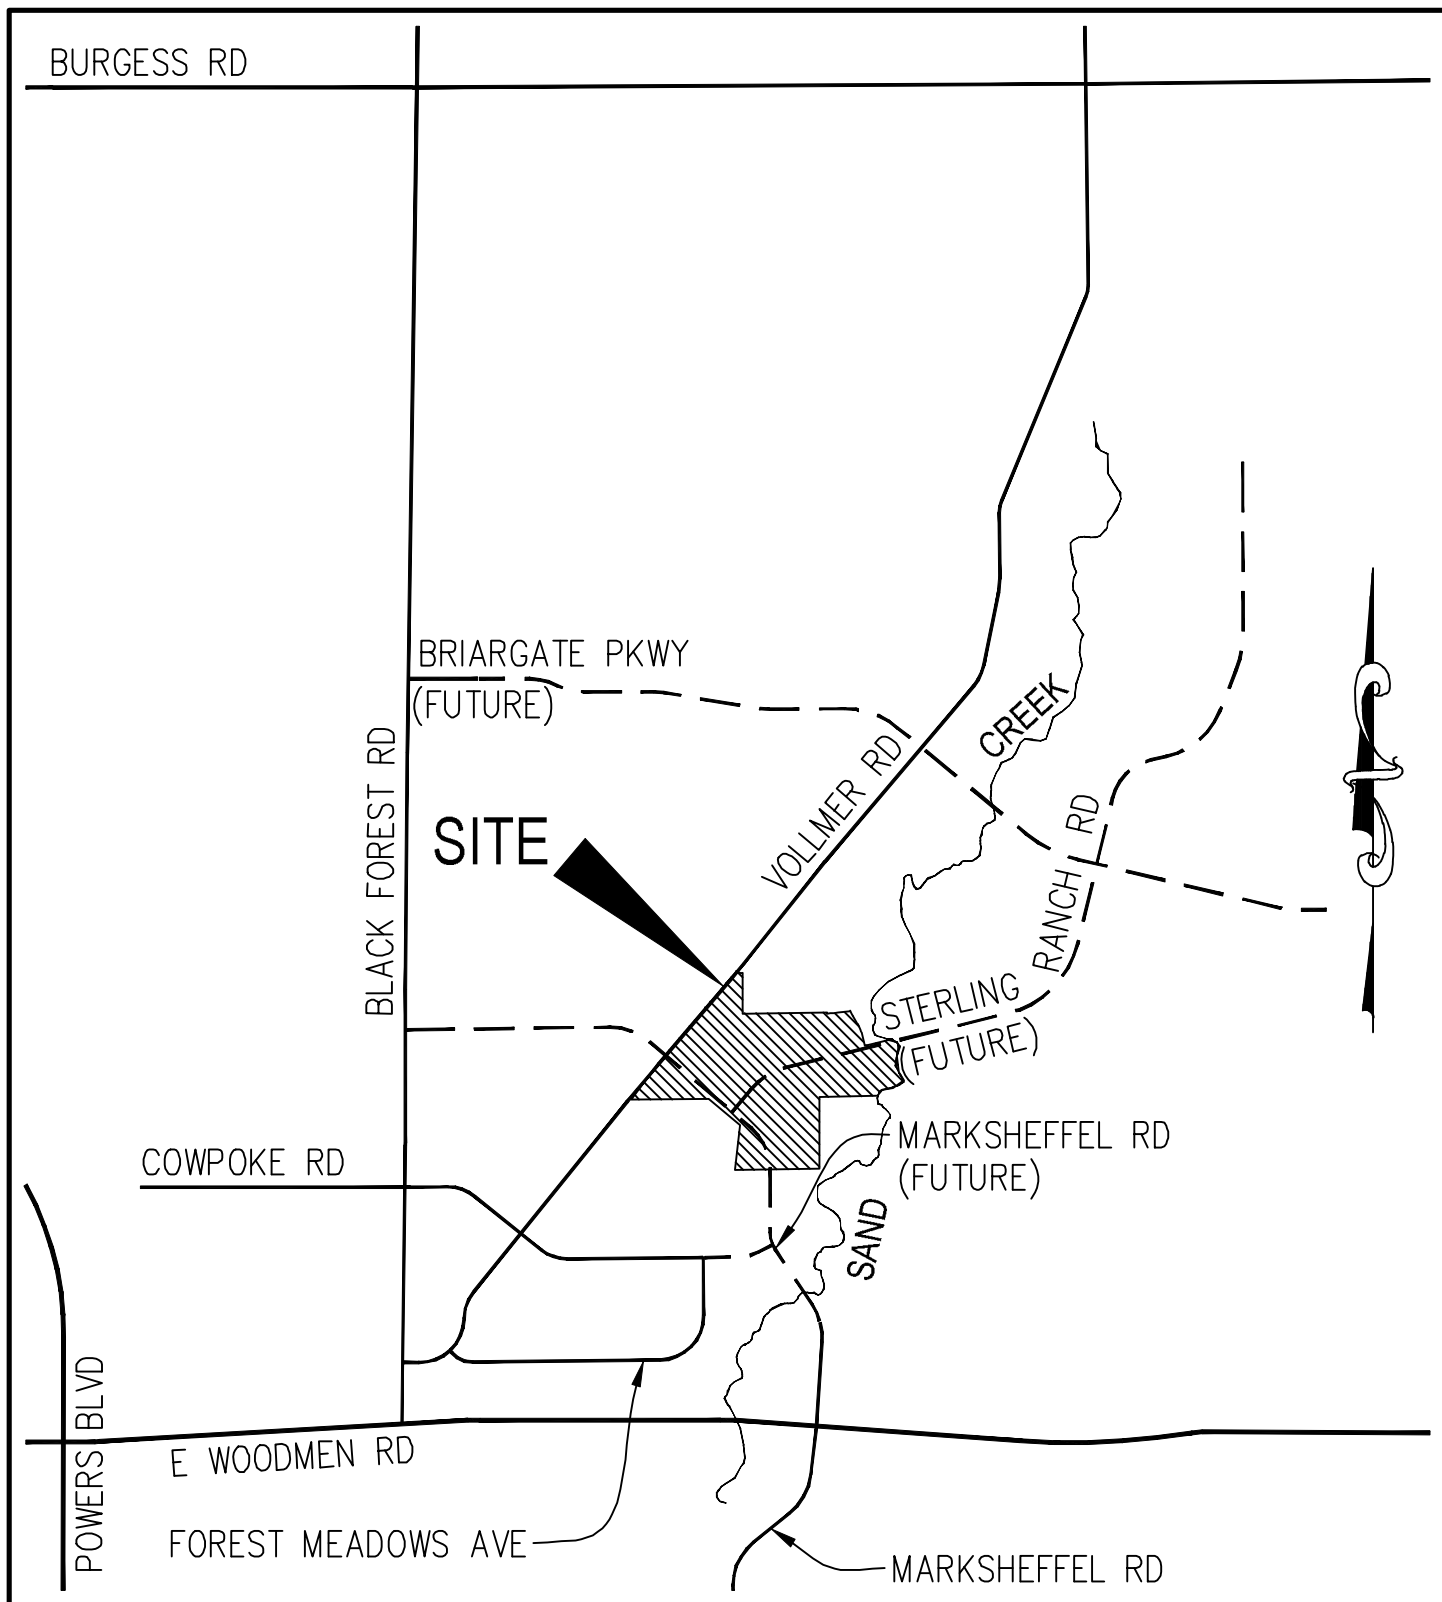 BURGESS RD
BRIARGATE PKWY
(FUTURE)
CREEK
VOLLMER RD
BLACK FOREST RD
SITE
RANCH RD
STERLING
(FUTURE)
MARKSHEFFEL RD
(FUTURE)
COWPOKE RD
SAND
POWERS BLVD
E WOODMEN RD
FOREST MEADOWS AVE
MARKSHEFFEL RD